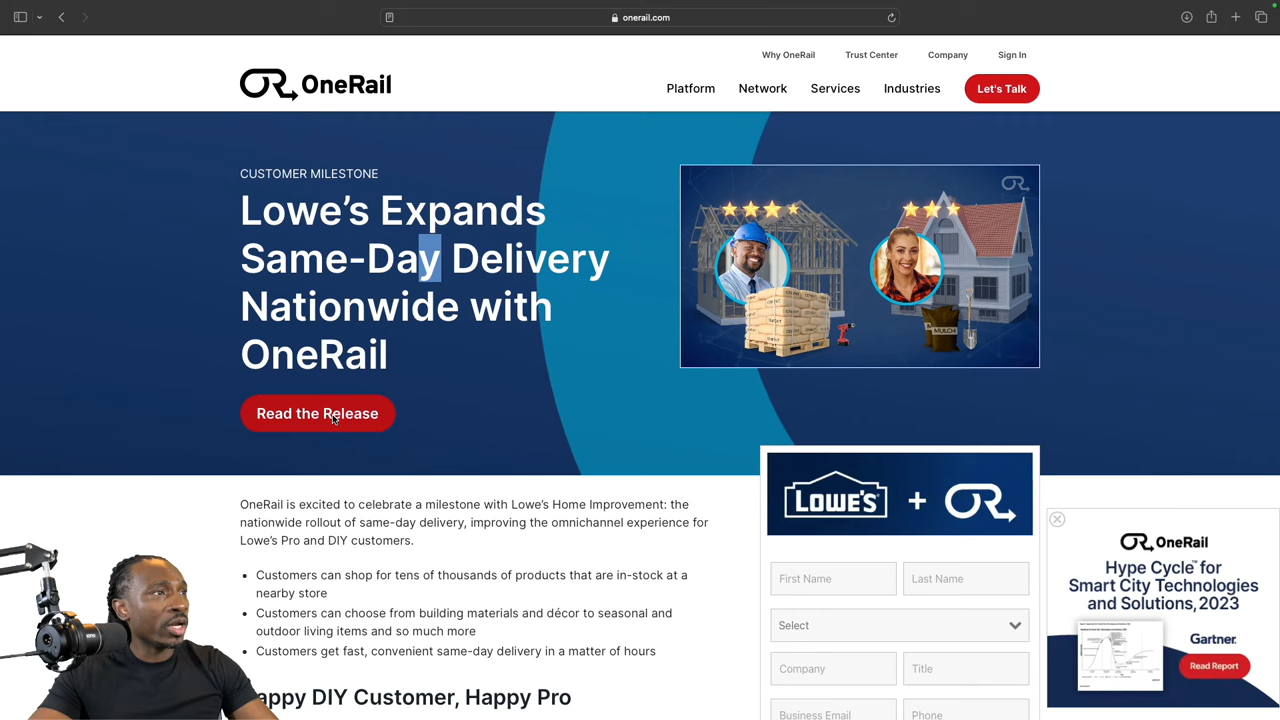 onerail.com
Why OneRail
Trust Center
Company
Sign In
OneRail
Platform
Network
Services
Industries
Let's Talk
CUSTOMER MILESTONE
Lowe's Expands
Same-Day Delivery
Nationwide with
OneRail
Read the Release
MULCH
OneRail is excited to celebrate a milestone with Lowe's Home Improvement: the
nationwide rollout of same-day delivery, improving the omnichannel experience for
Lowe's Pro and DIY customers.
• Customers can shop for tens of thousands of products that are in-stock at a
nearby store
• Customers can choose from building materials and décor to seasonal and
outdoor living items and so much more
• Customers get fast, convenient same-day delivery in a matter of hours
appy DIY Customer, Happy Pro
LOWE'S + OR
First Name
Last Name
Select
Company
Title
Business Email
Phone
OneRail
Hype Cycle™ for
Smart City Technologies
and Solutions, 2023
Gartner
Read Report